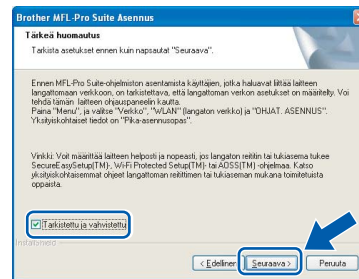 Brother MFL-Pro Suite Asennus
Tärkeä huomautus
Tarkista asetukset ennen kuin napsautat "Seuraava".
Ennen MFL-Pro Suite-ohjelmiston asentamista käyttäjien, jotka haluavat liittää laitteen
langattomaan verkkoon, on tarkistettava, että langattoman verkon asetukset on määritelty. Voi
tehdä tämän laitteen ohjauspaneelin kautta.
Paina "Menu", ja valitse "Verkko", "WLAN" (langaton verkko) ja "OHJAT. ASENNUS".
Yksityiskohtaiset tiedot on "Pika-asennusopas".
Vinkki: Voit määrittää laitteen helposti ja nopeasti, jos langaton reititin tai tukiasema tukee
SecureEasySetup(TM)-, Wi-Fi Protected Setup(TM)- tai AOSS(TM) -ohjelmaa. Katso
yksityiskohtaisemmat ohjeet langattoman reitittimen tai tukiaseman mukana toimitetuista
oppaista.
Tarkistettu ja vahvistettu
InstallShield
< Edellinen
Seuraava >
Peruuta